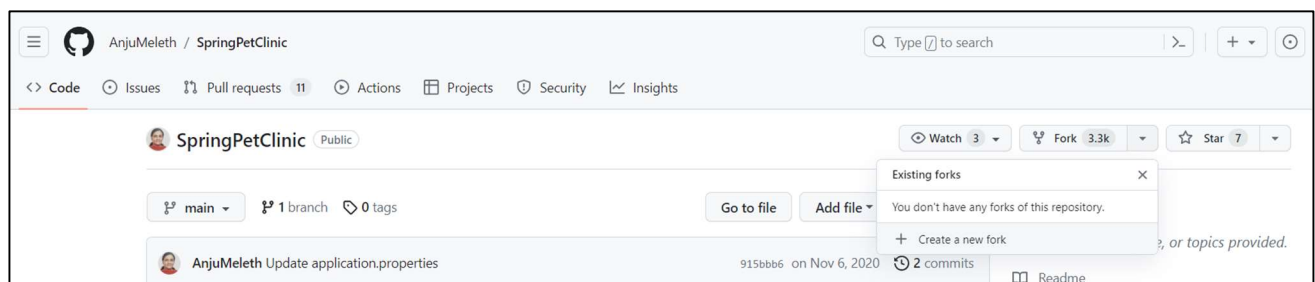 AnjuMeleth / SpringPetClinic
Type / to search
Code Issues Pull requests 11 Actions Projects Security Insights
SpringPetClinic Public
Watch 3 Fork 3.3k Star 7
Existing forks
You don't have any forks of this repository.
Create a new fork
main 1 branch 0 tags
Go to file Add file
AnjuMeleth Update application.properties 915bbb6 on Nov 6, 2020 2 commits
, or topics provided.
Readme